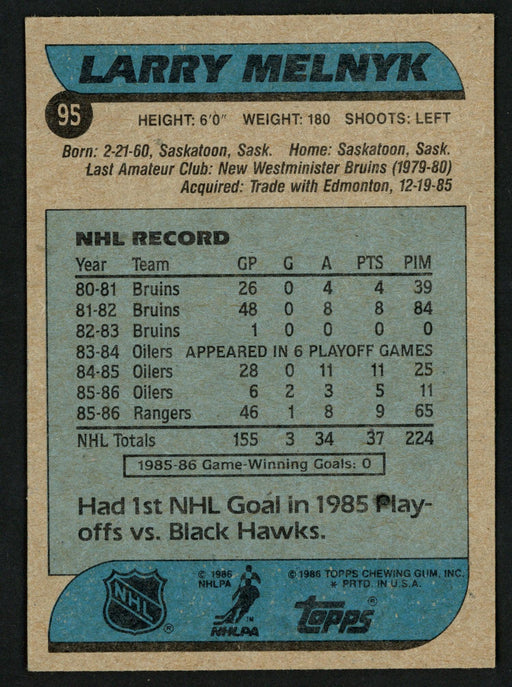 LARRY MELNYK
95
HEIGHT: 6'0" WEIGHT: 180 SHOOTS: LEFT
Born: 2-21-60, Saskatoon, Sask. Home: Saskatoon, Sask.
Last Amateur Club: New Westminister Bruins (1979-80)
Acquired: Trade with Edmonton, 12-19-85
NHL RECORD
Year Team GP G A PTS PIM
80-81 Bruins 26 0 4 4 39
81-82 Bruins 48 0 8 8 84
82-83 Bruins 1 0 0 0 0
83-84 Oilers APPEARED IN 6 PLAYOFF GAMES
84-85 Oilers 28 0 11 11 25
85-86 Oilers 6 2 3 5 11
85-86 Rangers 46 1 8 9 65
NHL Totals 155 3 34 37 224
1985-86 Game-Winning Goals: 0
Had 1st NHL Goal in 1985 Play-
offs vs. Black Hawks.
NHL ®
© 1986
NHLPA
NHLPA ™
© 1986 TOPPS CHEWING GUM, INC.
* PRTD. IN U.S.A.
topps ®